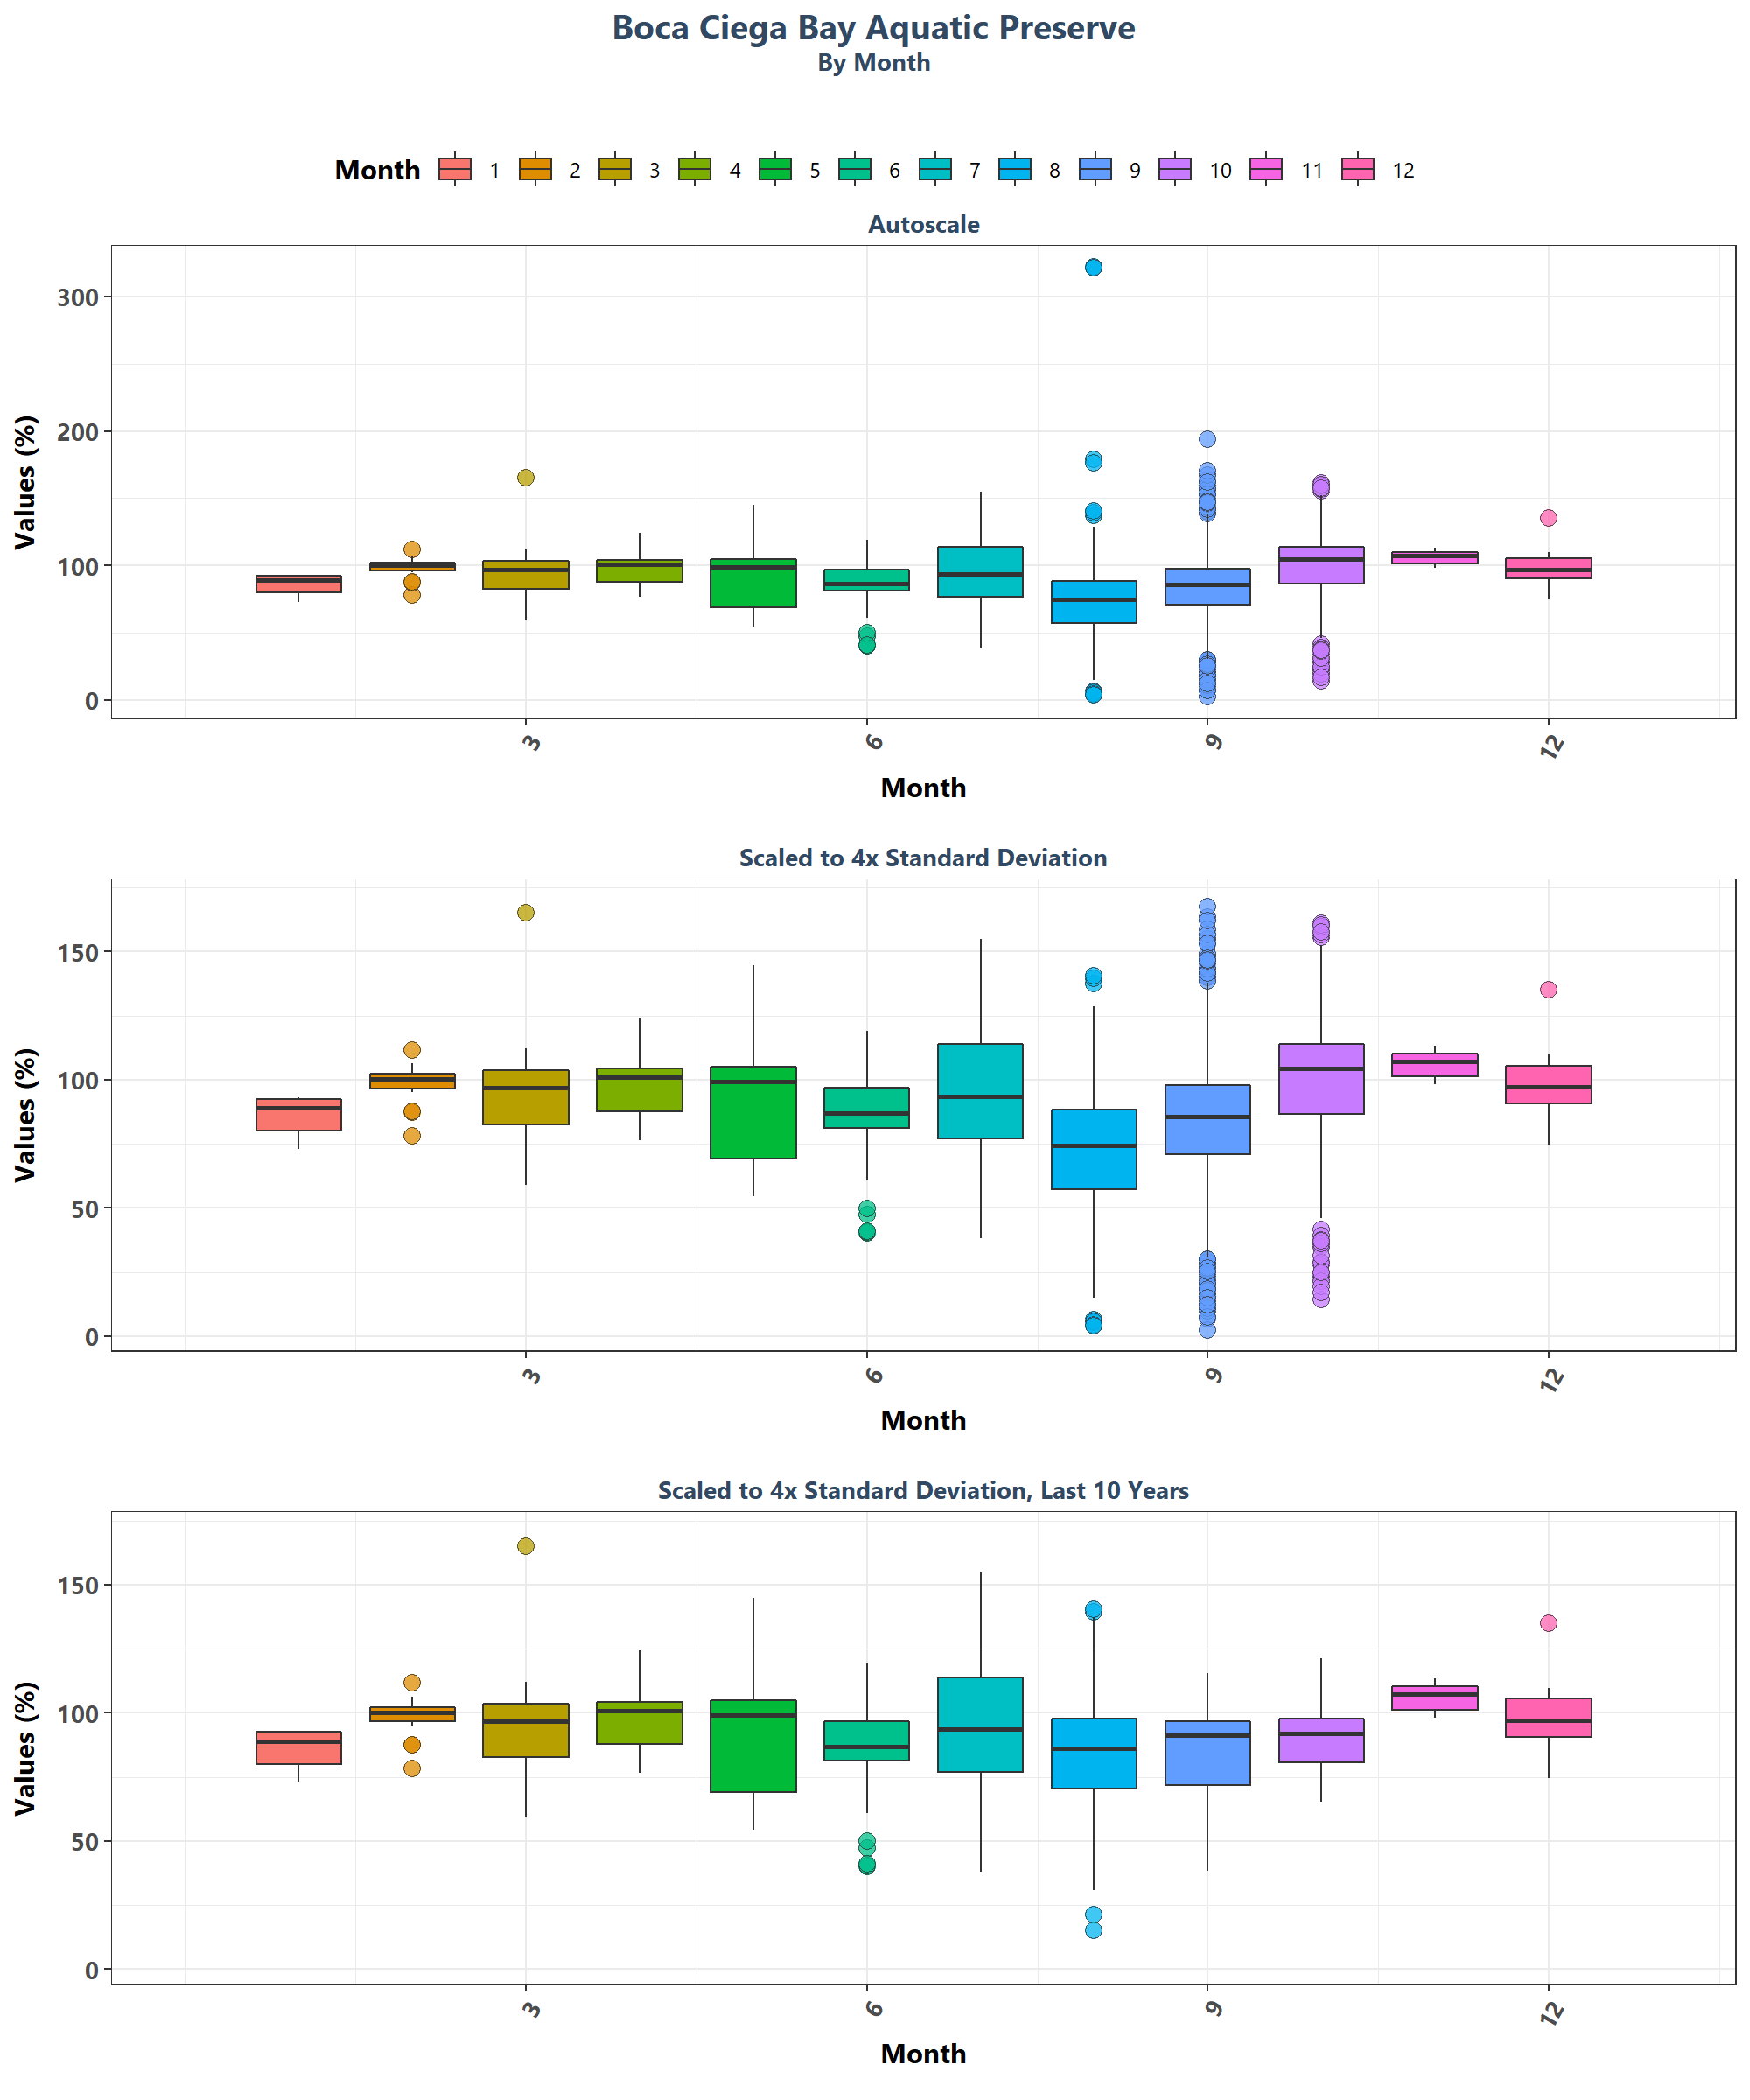 Boca Ciega Bay Aquatic Preserve
By Month
Month 1 2 3 4 5 6 7 8 9 10 11 12
Autoscale
Values (%)
300
200
100
0
3 6 9 12
Month
Scaled to 4x Standard Deviation
Values (%)
150
100
50
0
3 6 9 12
Month
Scaled to 4x Standard Deviation, Last 10 Years
Values (%)
150
100
50
0
3 6 9 12
Month